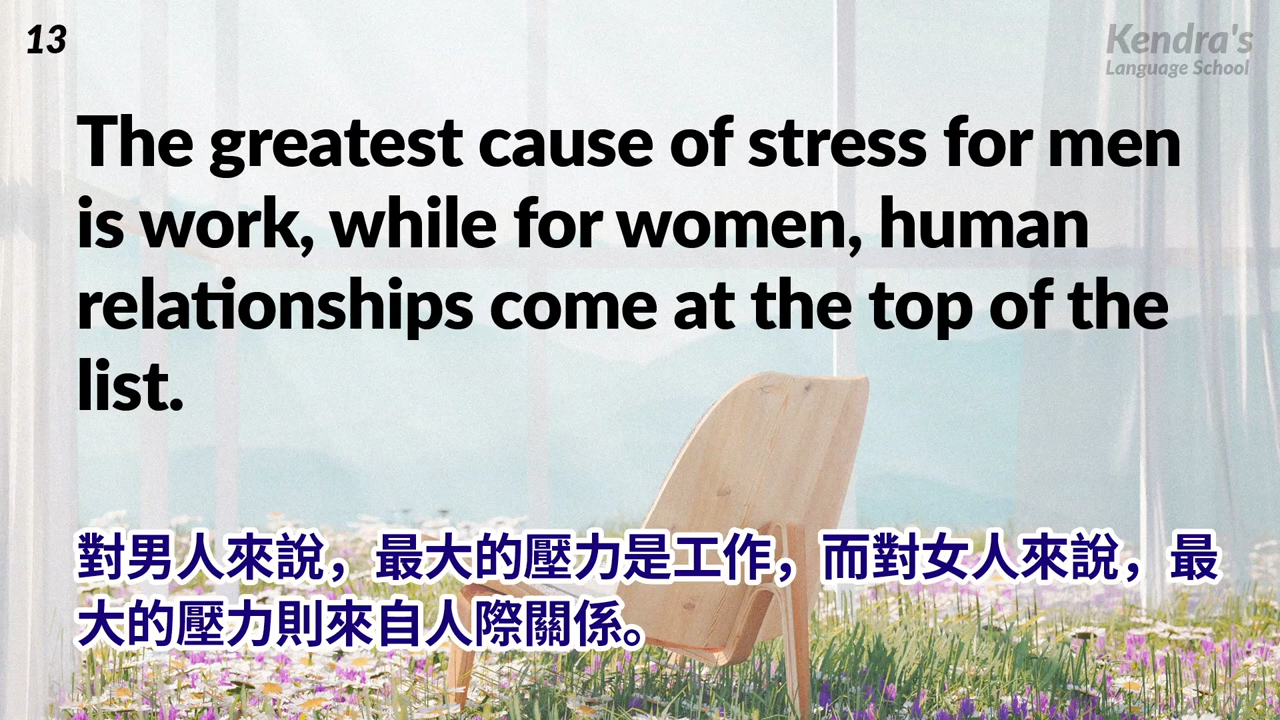 13
Kendra's
Language School
The greatest cause of stress for men
is work, while for women, human
relationships come at the top of the
list.
對男人來說，最大的壓力是工作，而對女人來說，最
大的壓力則來自人際關係。